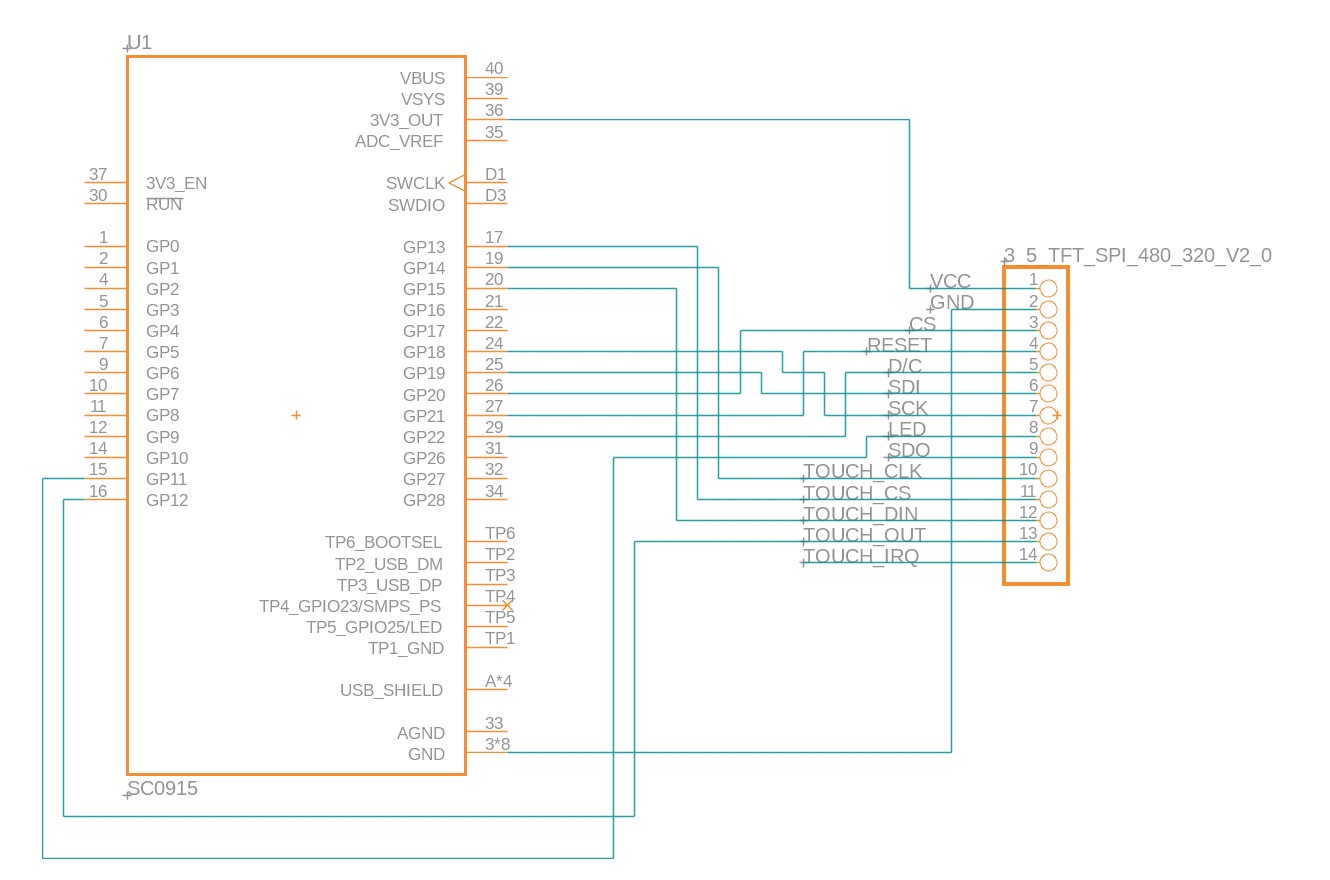 U1
VBUS 40
VSYS 39
3V3_OUT 36
ADC_VREF 35
37 3V3_EN SWCLK D1
30 RUN SWDIO D3
1 GP0 GP13 17
2 GP1 GP14 19
4 GP2 GP15 20
5 GP3 GP16 21
6 GP4 GP17 22
7 GP5 GP18 24
9 GP6 GP19 25
10 GP7 GP20 26
11 GP8 GP21 27
12 GP9 GP22 29
14 GP10 GP26 31
15 GP11 GP27 32
16 GP12 GP28 34
TP6_BOOTSEL TP6
TP2_USB_DM TP2
TP3_USB_DP TP3
TP4_GPIO23/SMPS_PS TP4
TP5_GPIO25/LED TP5
TP1_GND TP1
USB_SHIELD A*4
AGND 33
GND 3*8
SC0915
3_5_TFT_SPI_480_320_V2_0
VCC 1
GND 2
CS 3
RESET 4
D/C 5
SDI 6
SCK 7
LED 8
SDO 9
TOUCH_CLK 10
TOUCH_CS 11
TOUCH_DIN 12
TOUCH_OUT 13
TOUCH_IRQ 14